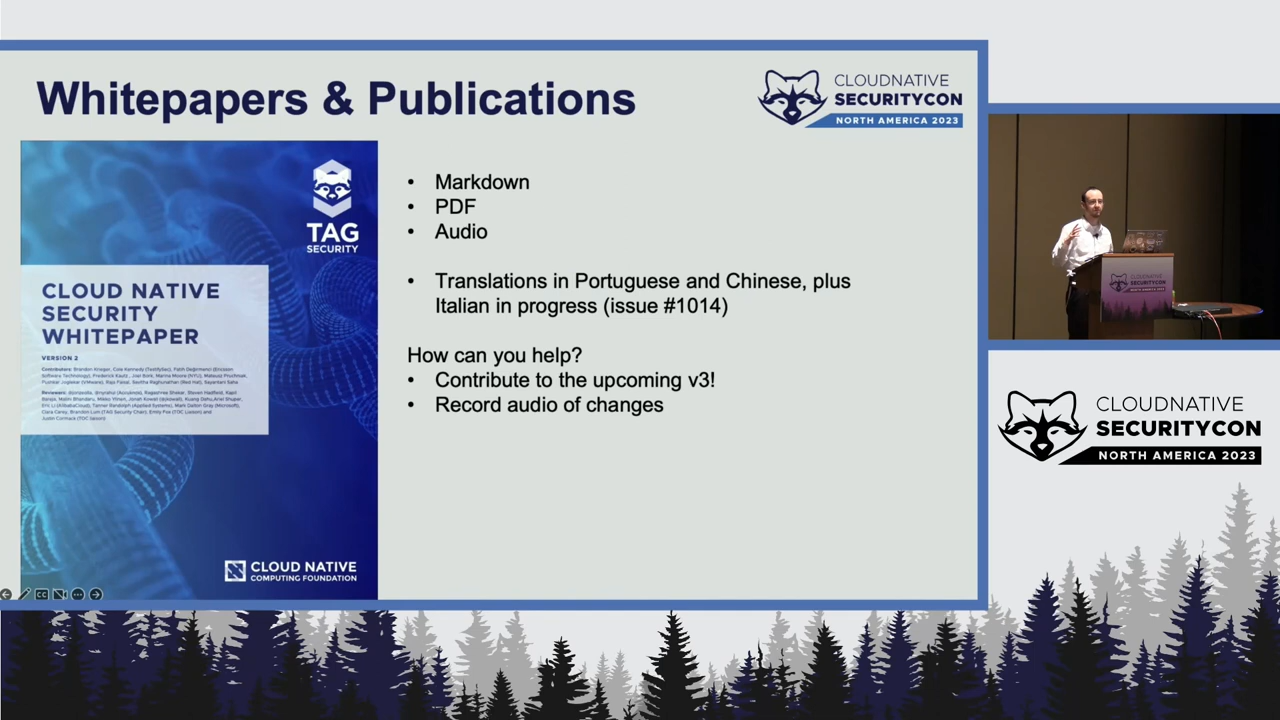 Whitepapers & Publications
CLOUDNATIVE
SECURITYCON
NORTH AMERICA 2023
TAG
SECURITY
CLOUD NATIVE
SECURITY
WHITEPAPER
VERSION 2
CLOUD NATIVE
COMPUTING FOUNDATION
• Markdown
• PDF
• Audio
• Translations in Portuguese and Chinese, plus
Italian in progress (issue #1014)
How can you help?
• Contribute to the upcoming v3!
• Record audio of changes
CLOUDNATIVE
SECURITYCON
NORTH AMERICA 2023